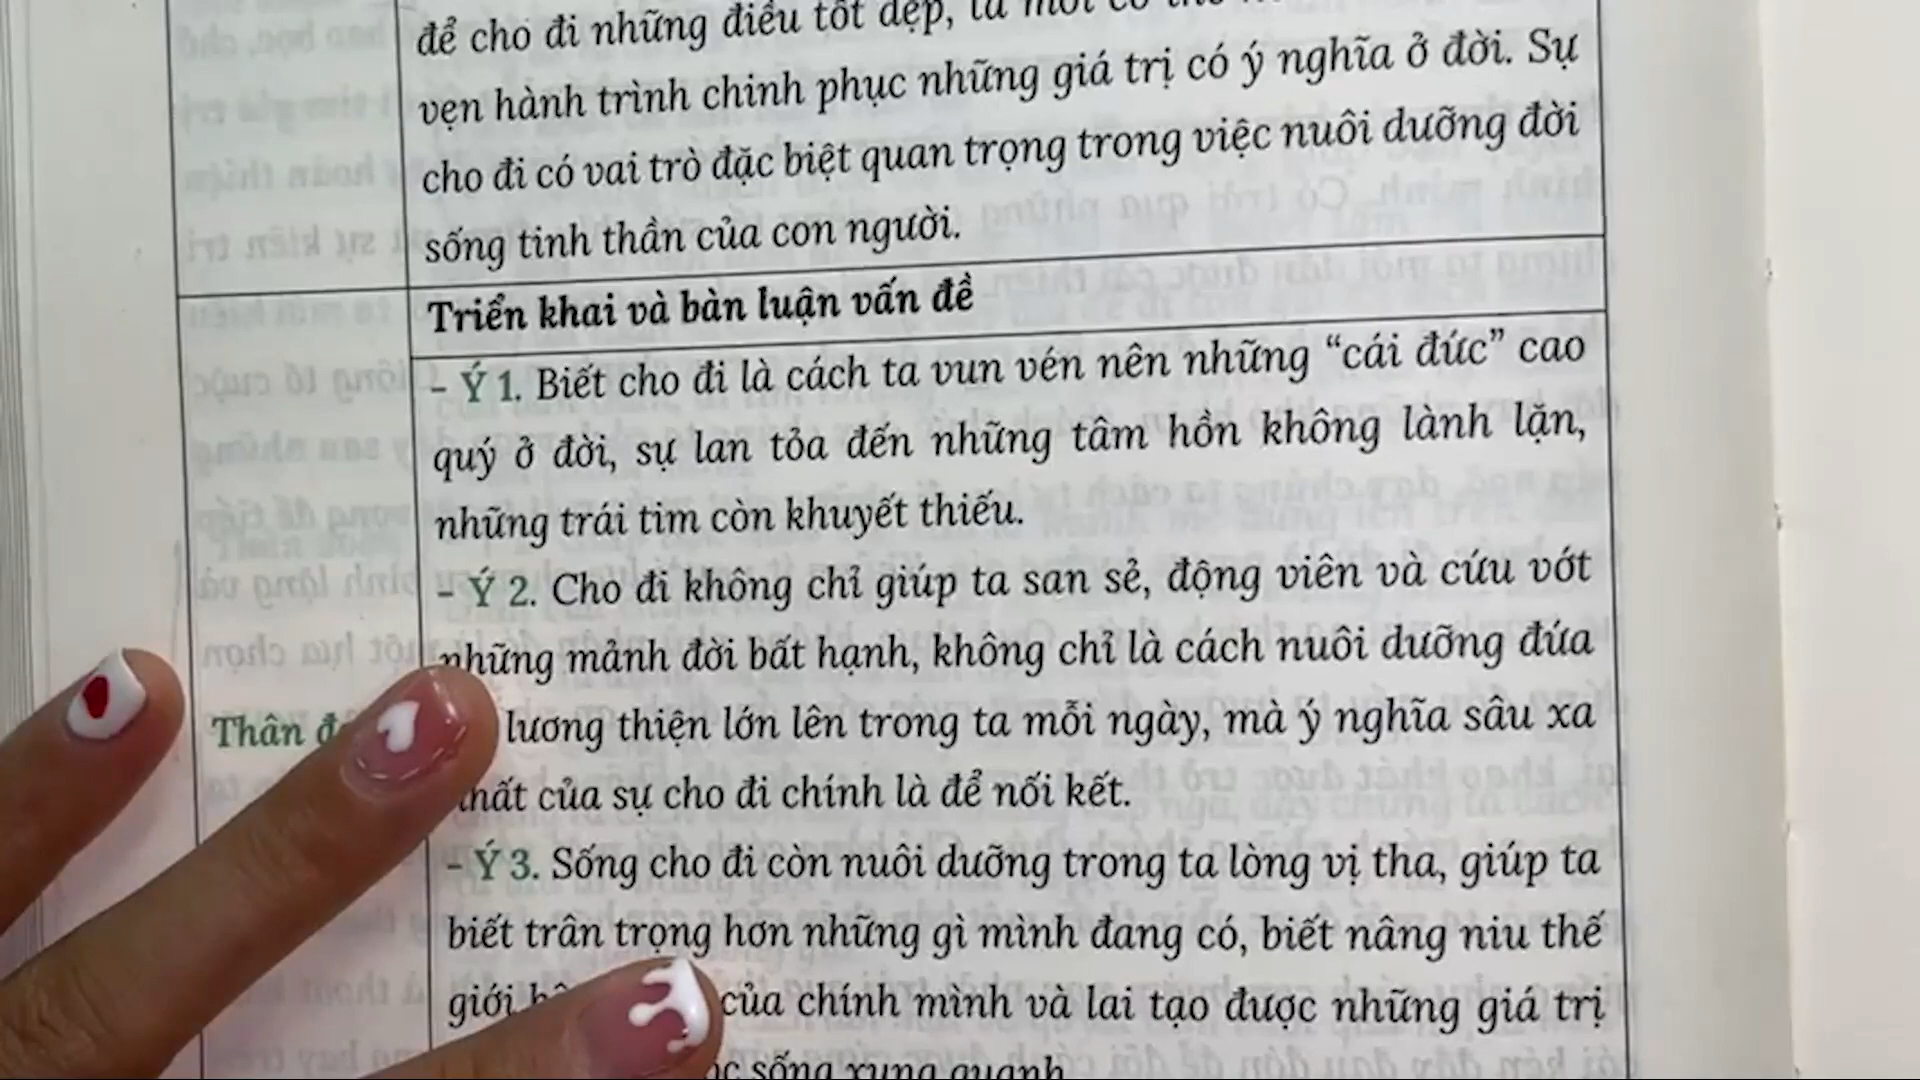 để cho đi những điều tốt đẹp, ta mới có thể
vẹn hành trình chinh phục những giá trị có ý nghĩa ở đời. Sự
cho đi có vai trò đặc biệt quan trọng trong việc nuôi dưỡng đời
sống tinh thần của con người.
Triển khai và bàn luận vấn đề
- Ý 1. Biết cho đi là cách ta vun vén nên những “cái đức” cao
quý ở đời, sự lan tỏa đến những tâm hồn không lành lặn,
những trái tim còn khuyết thiếu.
- Ý 2. Cho đi không chỉ giúp ta san sẻ, động viên và cứu vớt
những mảnh đời bất hạnh, không chỉ là cách nuôi dưỡng đứa
Thân
lương thiện lớn lên trong ta mỗi ngày, mà ý nghĩa sâu xa
nhất của sự cho đi chính là để nối kết.
- Ý 3. Sống cho đi còn nuôi dưỡng trong ta lòng vị tha, giúp ta
biết trân trọng hơn những gì mình đang có, biết nâng niu thế
giới của chính mình và lai tạo được những giá trị
sống xung quanh